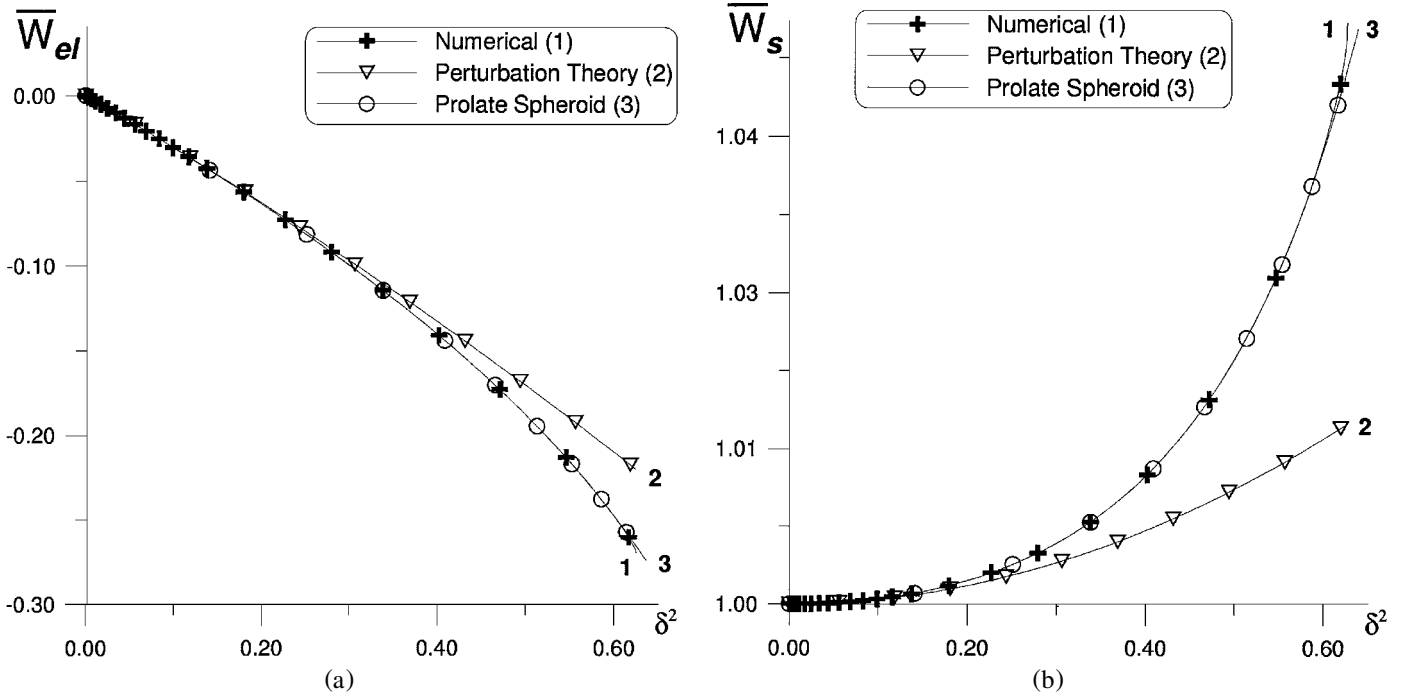 W̅el
Numerical (1)
Perturbation Theory (2)
Prolate Spheroid (3)
0.00
-0.10
-0.20
-0.30
2
1
3
0.00
0.20
0.40
0.60
δ²
(a)
W̅s
Numerical (1)
Perturbation Theory (2)
Prolate Spheroid (3)
1
3
1.04
1.03
1.01
1.00
2
0.00
0.20
0.40
0.60
δ²
(b)